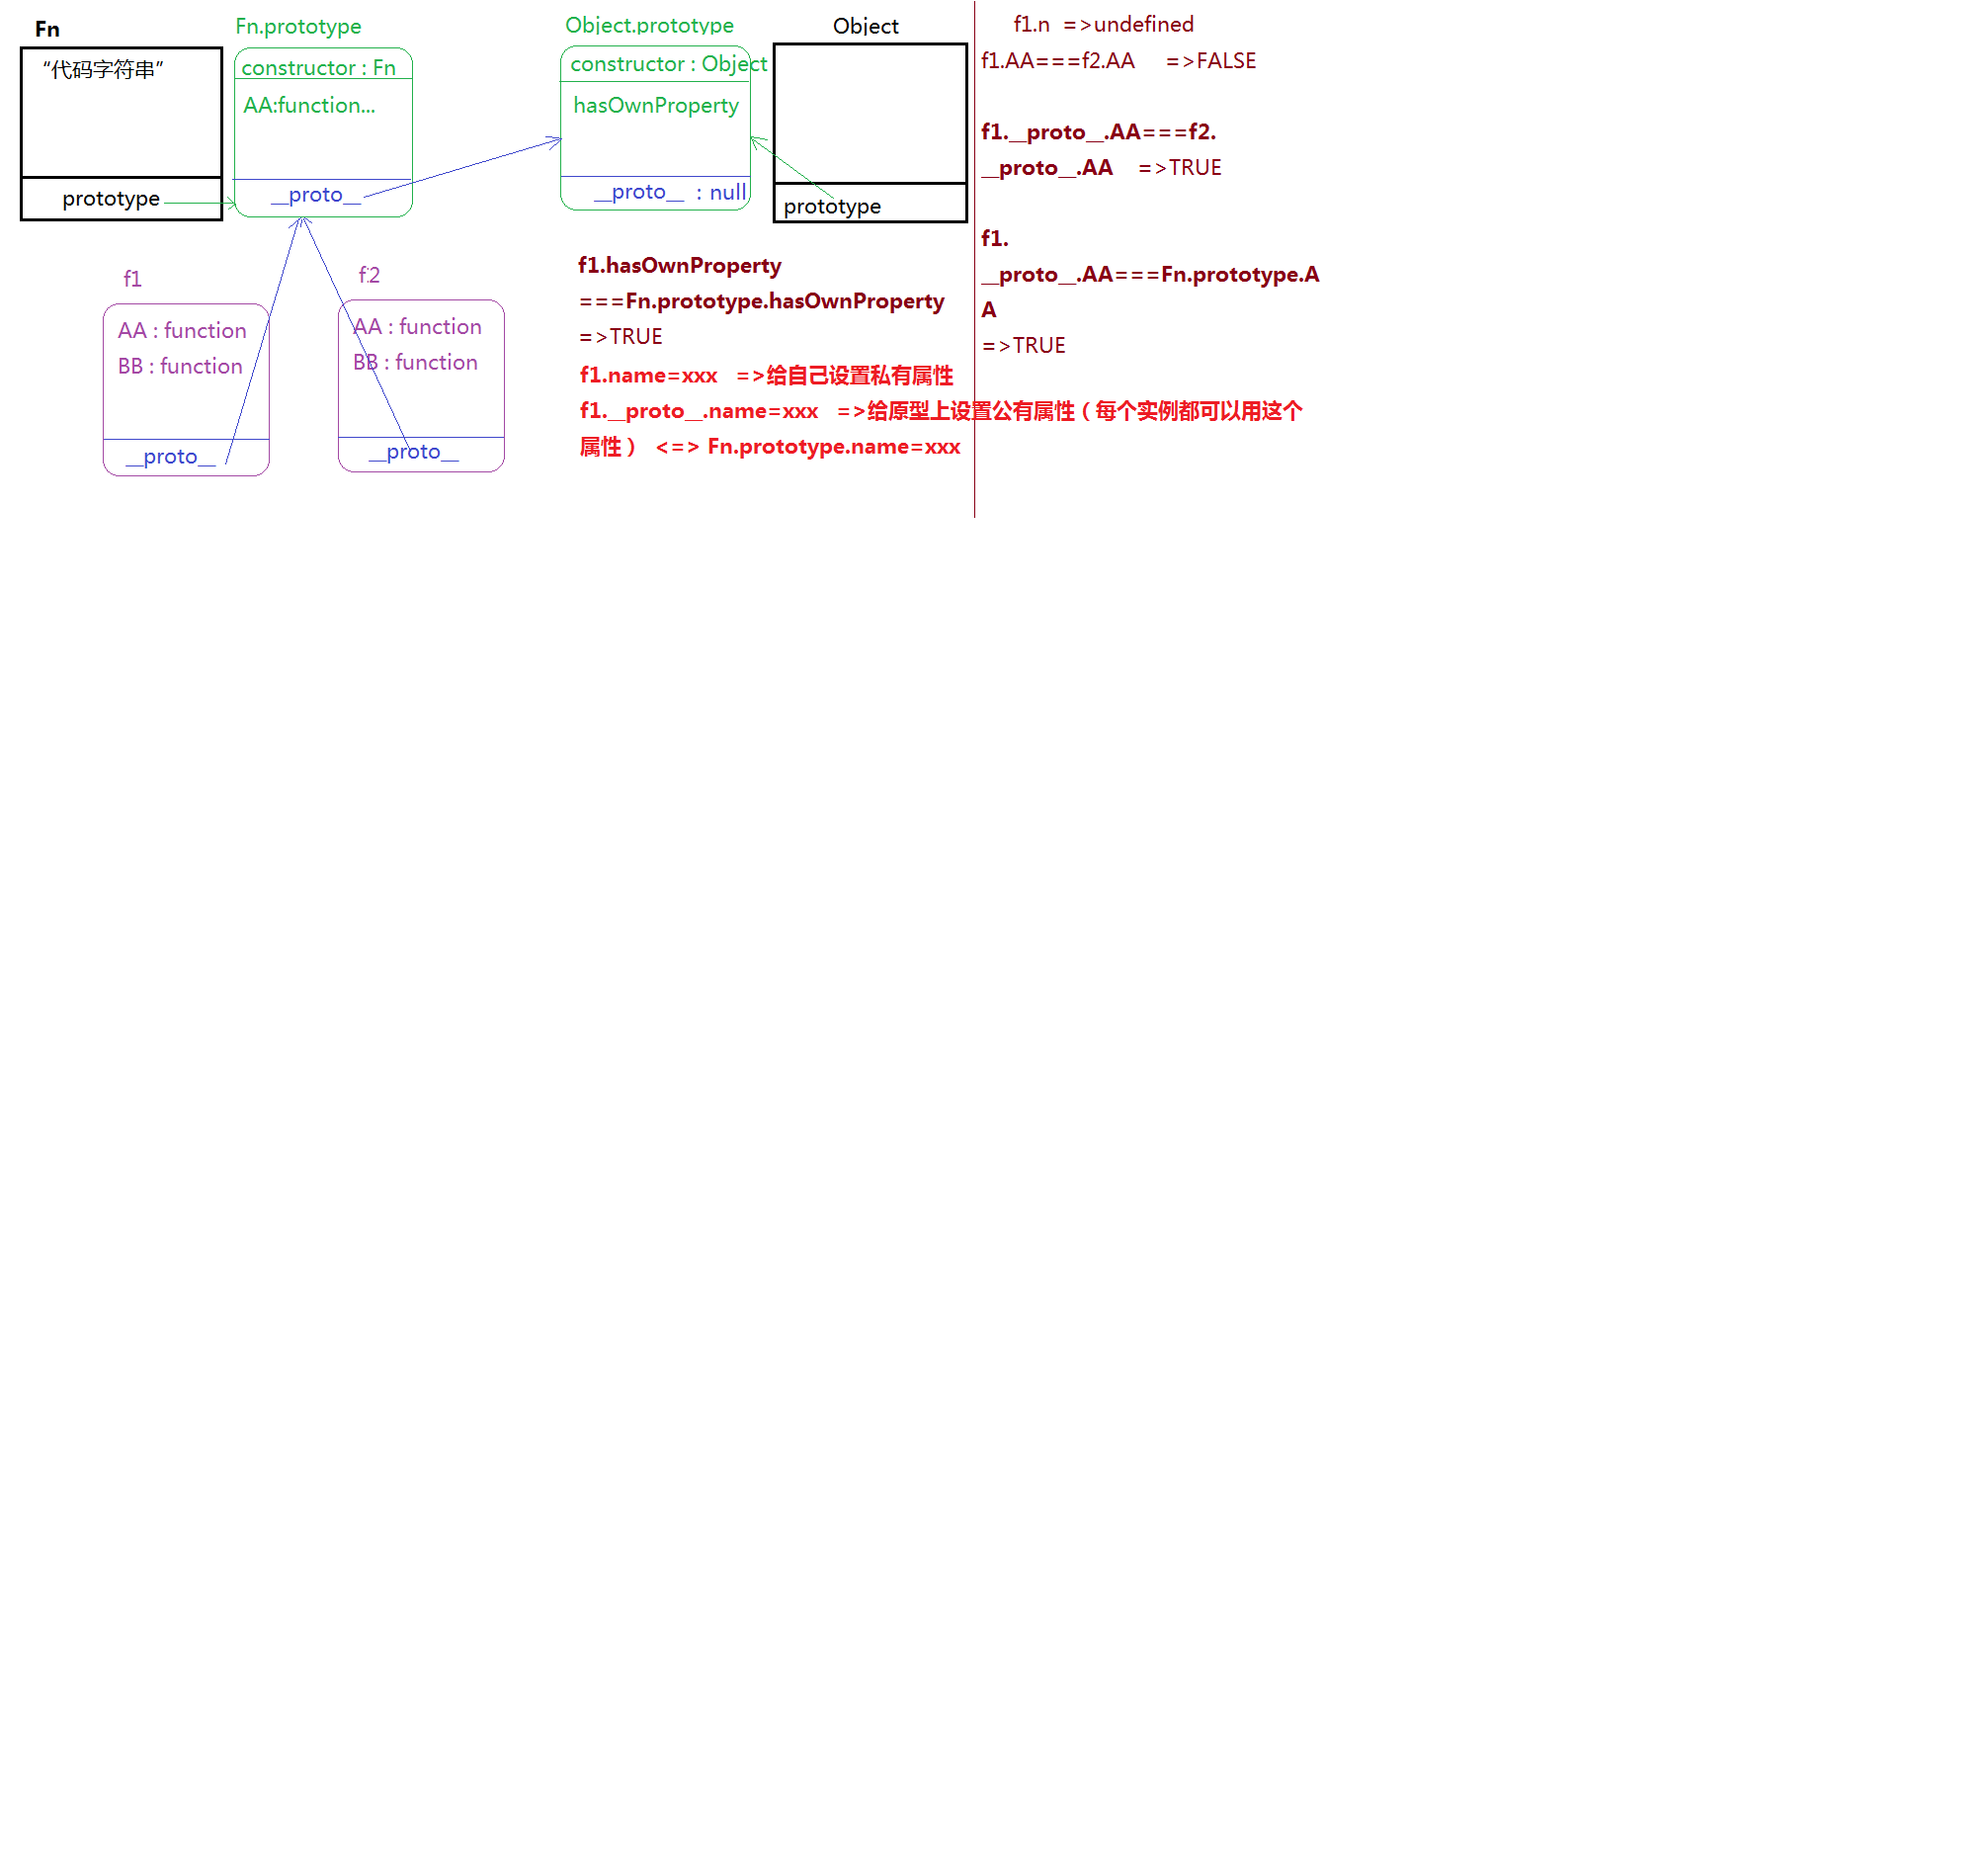 Fn
“代码字符串”
prototype
Fn.prototype
constructor : Fn
AA:function...
__proto__
Object.prototype
constructor : Object
hasOwnProperty
__proto__ : null
Object
prototype
f1
AA : function
BB : function
__proto__
f2
AA : function
BB : function
__proto__
f1.hasOwnProperty
===Fn.prototype.hasOwnProperty
=>TRUE
f1.name=xxx =>给自己设置私有属性
f1.__proto__.name=xxx =>给原型上设置公有属性（每个实例都可以用这个
属性） <=> Fn.prototype.name=xxx
f1.n =>undefined
f1.AA===f2.AA =>FALSE
f1.__proto__.AA===f2.
__proto__.AA =>TRUE
f1.
__proto__.AA===Fn.prototype.A
A
=>TRUE